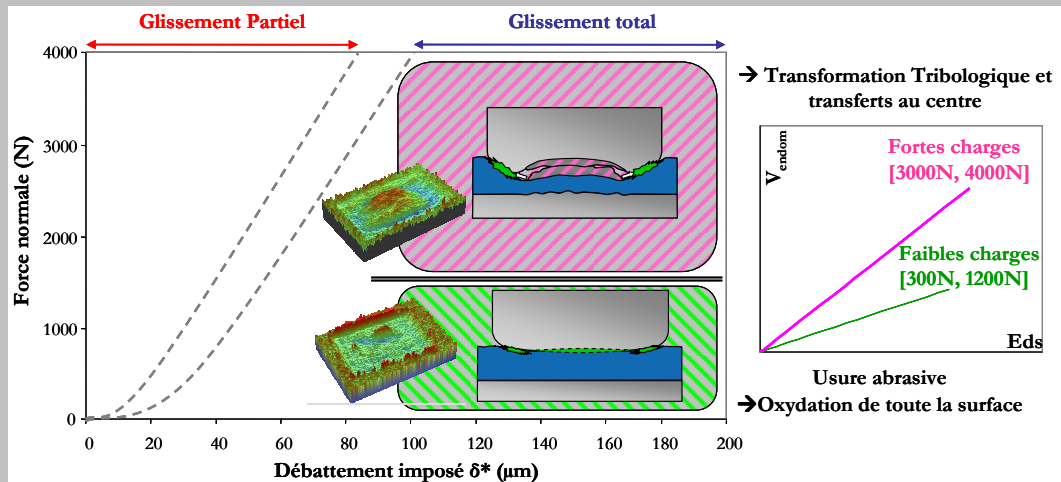 Glissement Partiel
Glissement total
4000
3000
2000
1000
0
Force normale (N)
0
20
40
60
80
100
120
140
160
180
200
Débattement imposé δ* (µm)
➔ Transformation Tribologique et
transferts au centre
Vendom
Fortes charges
[3000N, 4000N]
Faibles charges
[300N, 1200N]
Eds
Usure abrasive
➔Oxydation de toute la surface